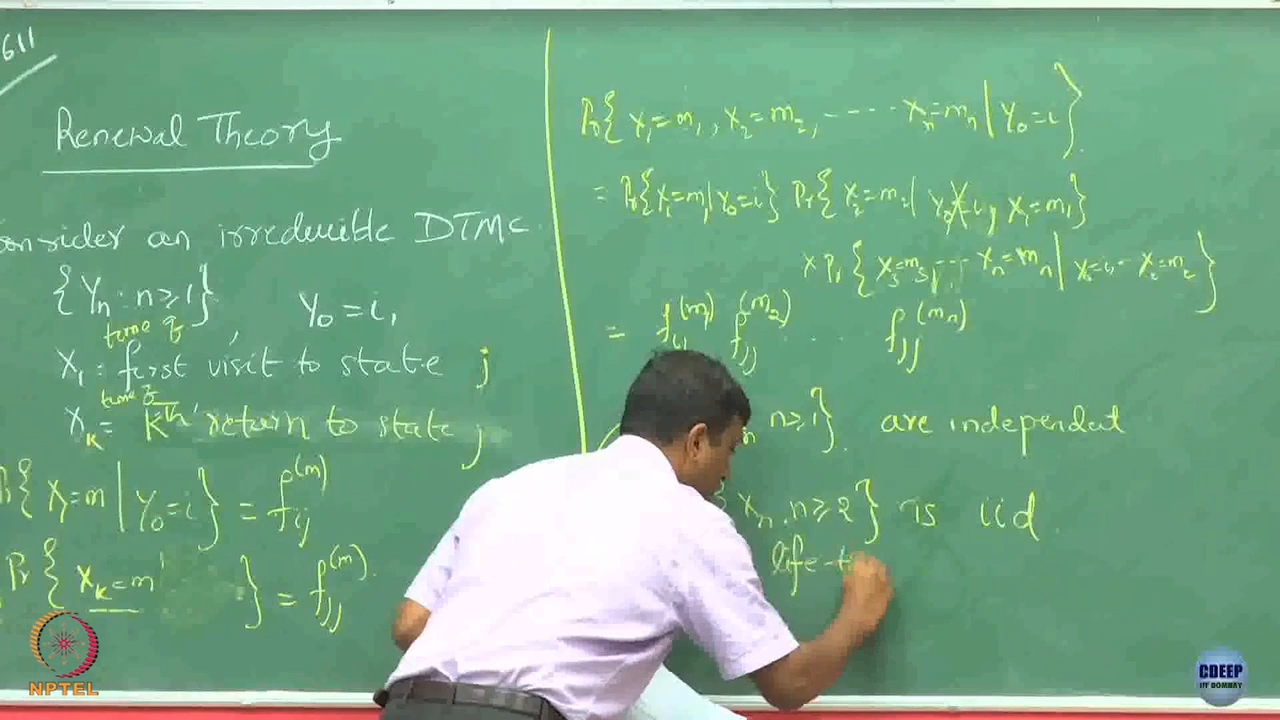 611
Renewal Theory
onsider an irreducible DTMC
{Yn : n≥1}, Y0 = i,
time of
X1 = first visit to state j
time of
Xk = kth return to state j
Pr{X1=m | Y0=i} = fij^(m)
Pr{Xk=m } = fjj^(m).
Pr{X1=m1, X2=m2, ---- ... Xn=mn | Y0=i}.
= Pr{X1=m1 | Y0=i} Pr{X2=m2 | Y0=i, X1=m1}
× Pr{X3=m3, ... Xn=mn | X0=i, -- X2=m2}
= fij^(m1) fjj^(m2) ... fjj^(mn)
n n≥1}. are independent
{Xn, n≥2} is iid
life-t
NPTEL
CDEEP
IIT BOMBAY